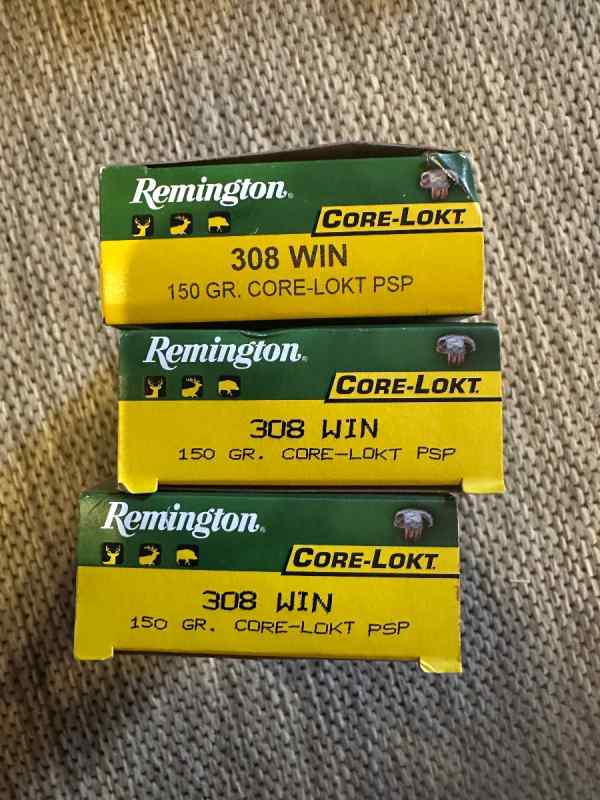 Remington®
CORE-LOKT
308 WIN
150 GR. CORE-LOKT PSP
Remington®
CORE-LOKT
308 WIN
150 GR. CORE-LOKT PSP
Remington®
CORE-LOKT
308 WIN
150 GR. CORE-LOKT PSP